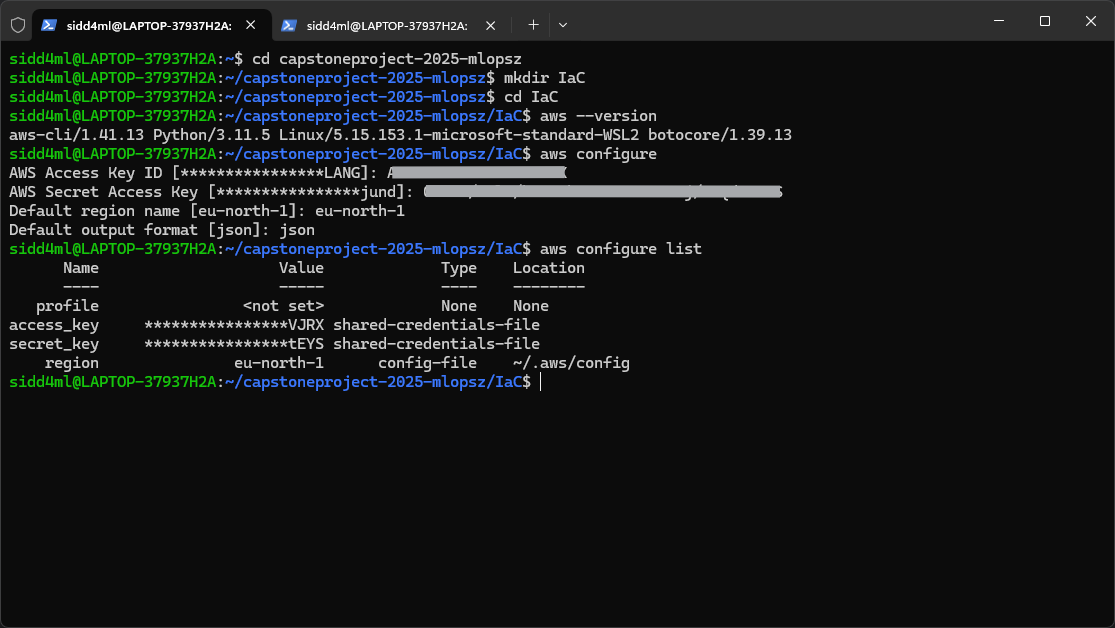 sidd4ml@LAPTOP-37937H2A:
sidd4ml@LAPTOP-37937H2A:
sidd4ml@LAPTOP-37937H2A:~$ cd capstoneproject-2025-mlopsz
sidd4ml@LAPTOP-37937H2A:~/capstoneproject-2025-mlopsz$ mkdir IaC
sidd4ml@LAPTOP-37937H2A:~/capstoneproject-2025-mlopsz$ cd IaC
sidd4ml@LAPTOP-37937H2A:~/capstoneproject-2025-mlopsz/IaC$ aws --version
aws-cli/1.41.13 Python/3.11.5 Linux/5.15.153.1-microsoft-standard-WSL2 botocore/1.39.13
sidd4ml@LAPTOP-37937H2A:~/capstoneproject-2025-mlopsz/IaC$ aws configure
AWS Access Key ID [****************LANG]:
AWS Secret Access Key [****************jund]:
Default region name [eu-north-1]: eu-north-1
Default output format [json]: json
sidd4ml@LAPTOP-37937H2A:~/capstoneproject-2025-mlopsz/IaC$ aws configure list
      Name                    Value             Type    Location
      ----                    -----             ----    --------
   profile                <not set>             None    None
access_key     ****************VJRX shared-credentials-file
secret_key     ****************tEYS shared-credentials-file
    region               eu-north-1      config-file    ~/.aws/config
sidd4ml@LAPTOP-37937H2A:~/capstoneproject-2025-mlopsz/IaC$